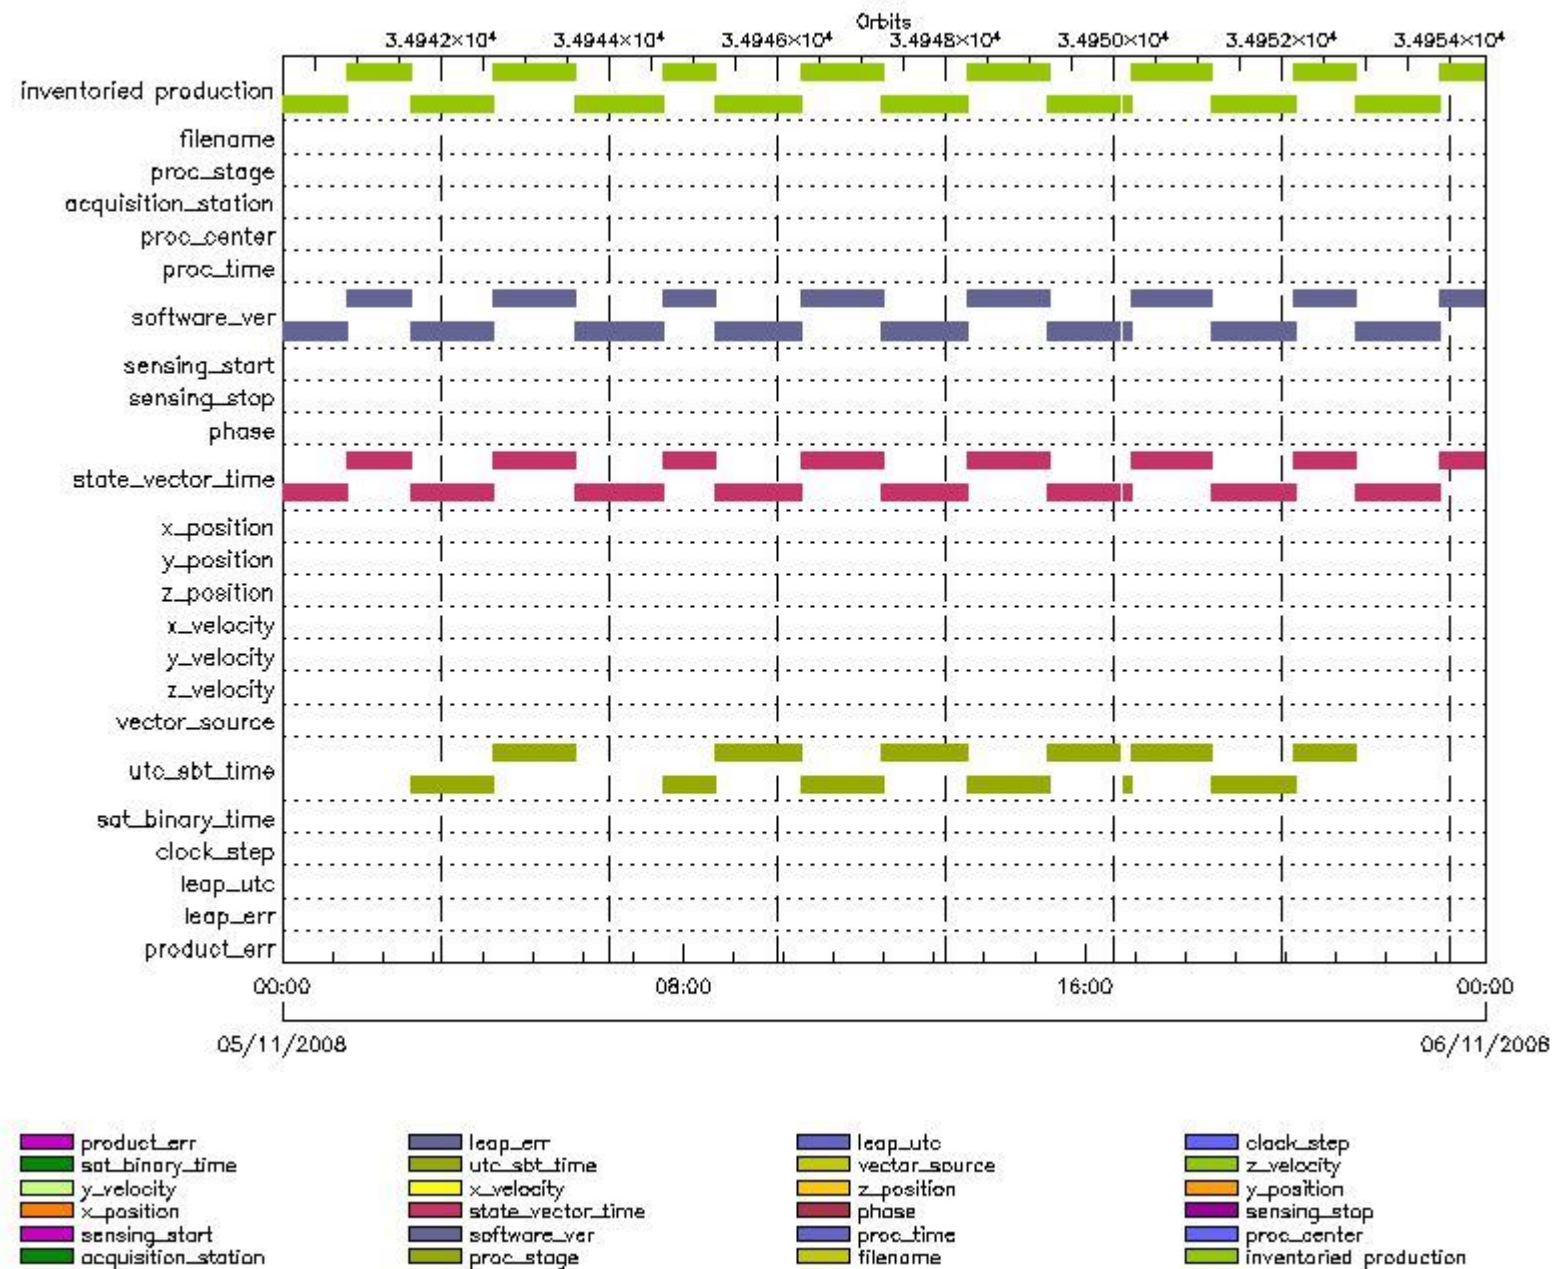 Orbits
3.4942×10⁴ 3.4944×10⁴ 3.4946×10⁴ 3.4948×10⁴ 3.4950×10⁴ 3.4952×10⁴ 3.4954×10⁴
inventoried production
filename
proc_stage
acquisition_station
proc_center
proc_time
software_ver
sensing_start
sensing_stop
phase
state_vector_time
x_position
y_position
z_position
x_velocity
y_velocity
z_velocity
vector_source
utc_sbt_time
sat_binary_time
clock_step
leap_utc
leap_err
product_err
00:00 08:00 16:00 00:00
05/11/2008 06/11/2008
product_err leap_err leap_utc clock_step
sat_binary_time utc_sbt_time vector_source z_velocity
y_velocity x_velocity z_position y_position
x_position state_vector_time phase sensing_stop
sensing_start software_ver proc_time proc_center
acquisition_station proc_stage filename inventoried production